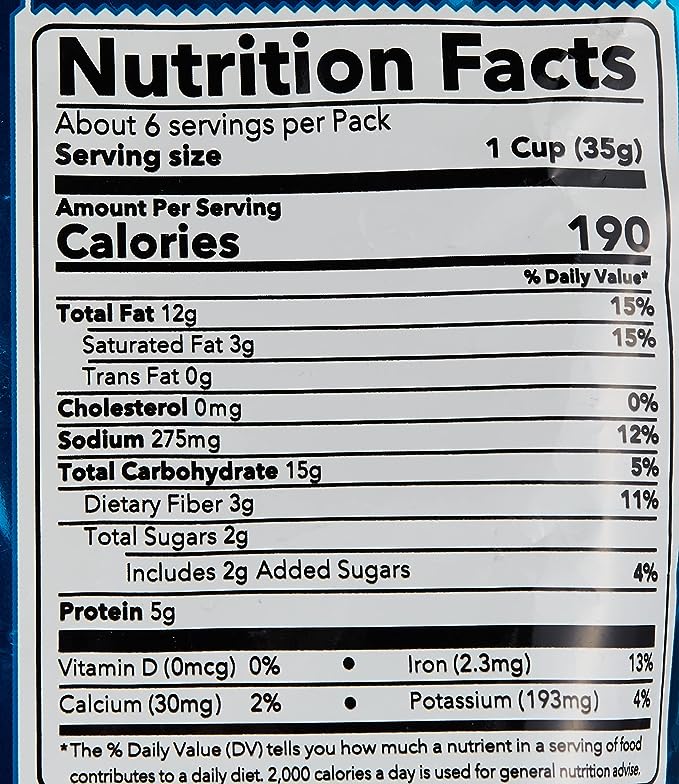 Nutrition Facts
About 6 servings per Pack
Serving size 1 Cup (35g)
Amount Per Serving
Calories 190
% Daily Value*
Total Fat 12g 15%
Saturated Fat 3g 15%
Trans Fat 0g
Cholesterol 0mg 0%
Sodium 275mg 12%
Total Carbohydrate 15g 5%
Dietary Fiber 3g 11%
Total Sugars 2g
Includes 2g Added Sugars 4%
Protein 5g
Vitamin D (0mcg) 0% • Iron (2.3mg) 13%
Calcium (30mg) 2% • Potassium (193mg) 4%
*The % Daily Value (DV) tells you how much a nutrient in a serving of food
contributes to a daily diet. 2,000 calories a day is used for general nutrition advise.